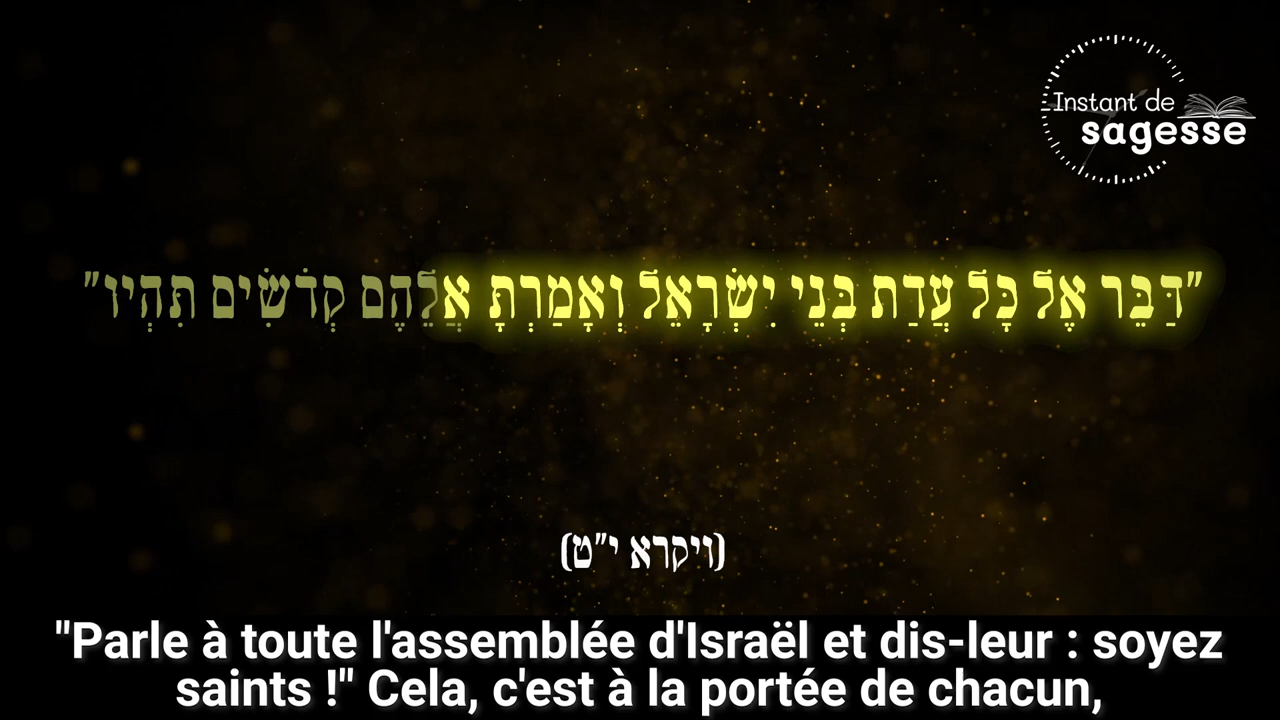 Instant de
sagesse
"דַּבֵּר אֶל כָּל עֲדַת בְּנֵי יִשְׂרָאֵל וְאָמַרְתָּ אֲלֵהֶם קְדֹשִׁים תִּהְיוּ"
(ויקרא י"ט)
"Parle à toute l'assemblée d'Israël et dis-leur : soyez
saints !" Cela, c'est à la portée de chacun,